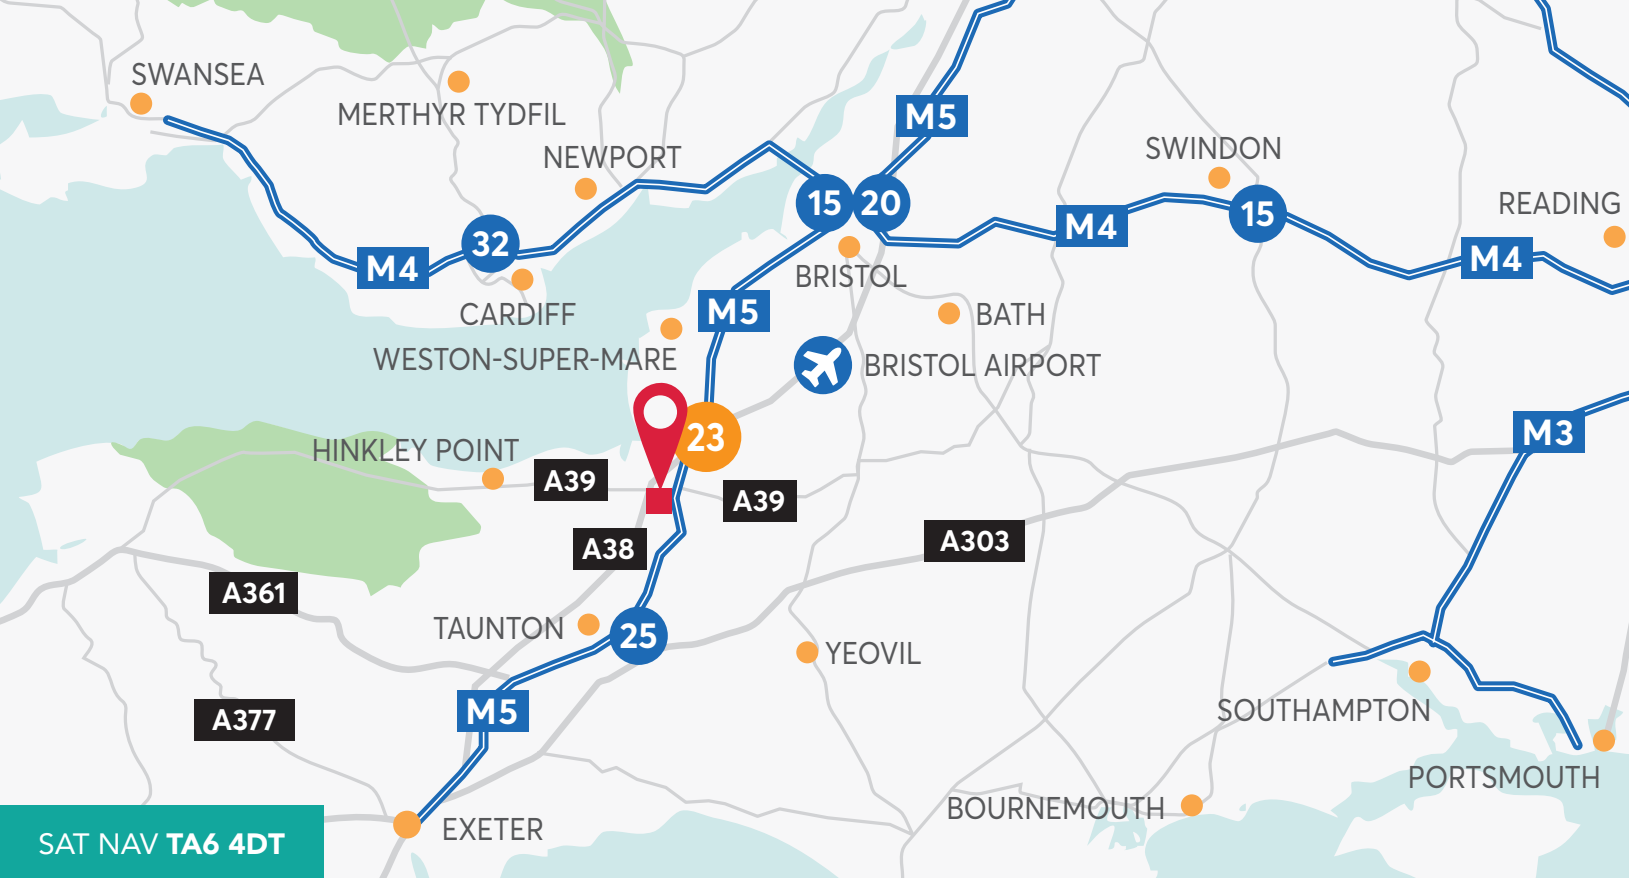 SWANSEA
MERTHYR TYDFIL
M5
SWINDON
NEWPORT
15
20
READING
15
M4
32
M4
M4
BRISTOL
CARDIFF
M5
BATH
WESTON-SUPER-MARE
BRISTOL AIRPORT
M3
23
HINKLEY POINT
A39
A39
A38
A303
A361
TAUNTON
25
YEOVIL
M5
A377
SOUTHAMPTON
PORTSMOUTH
BOURNEMOUTH
EXETER
SAT NAV TA6 4DT